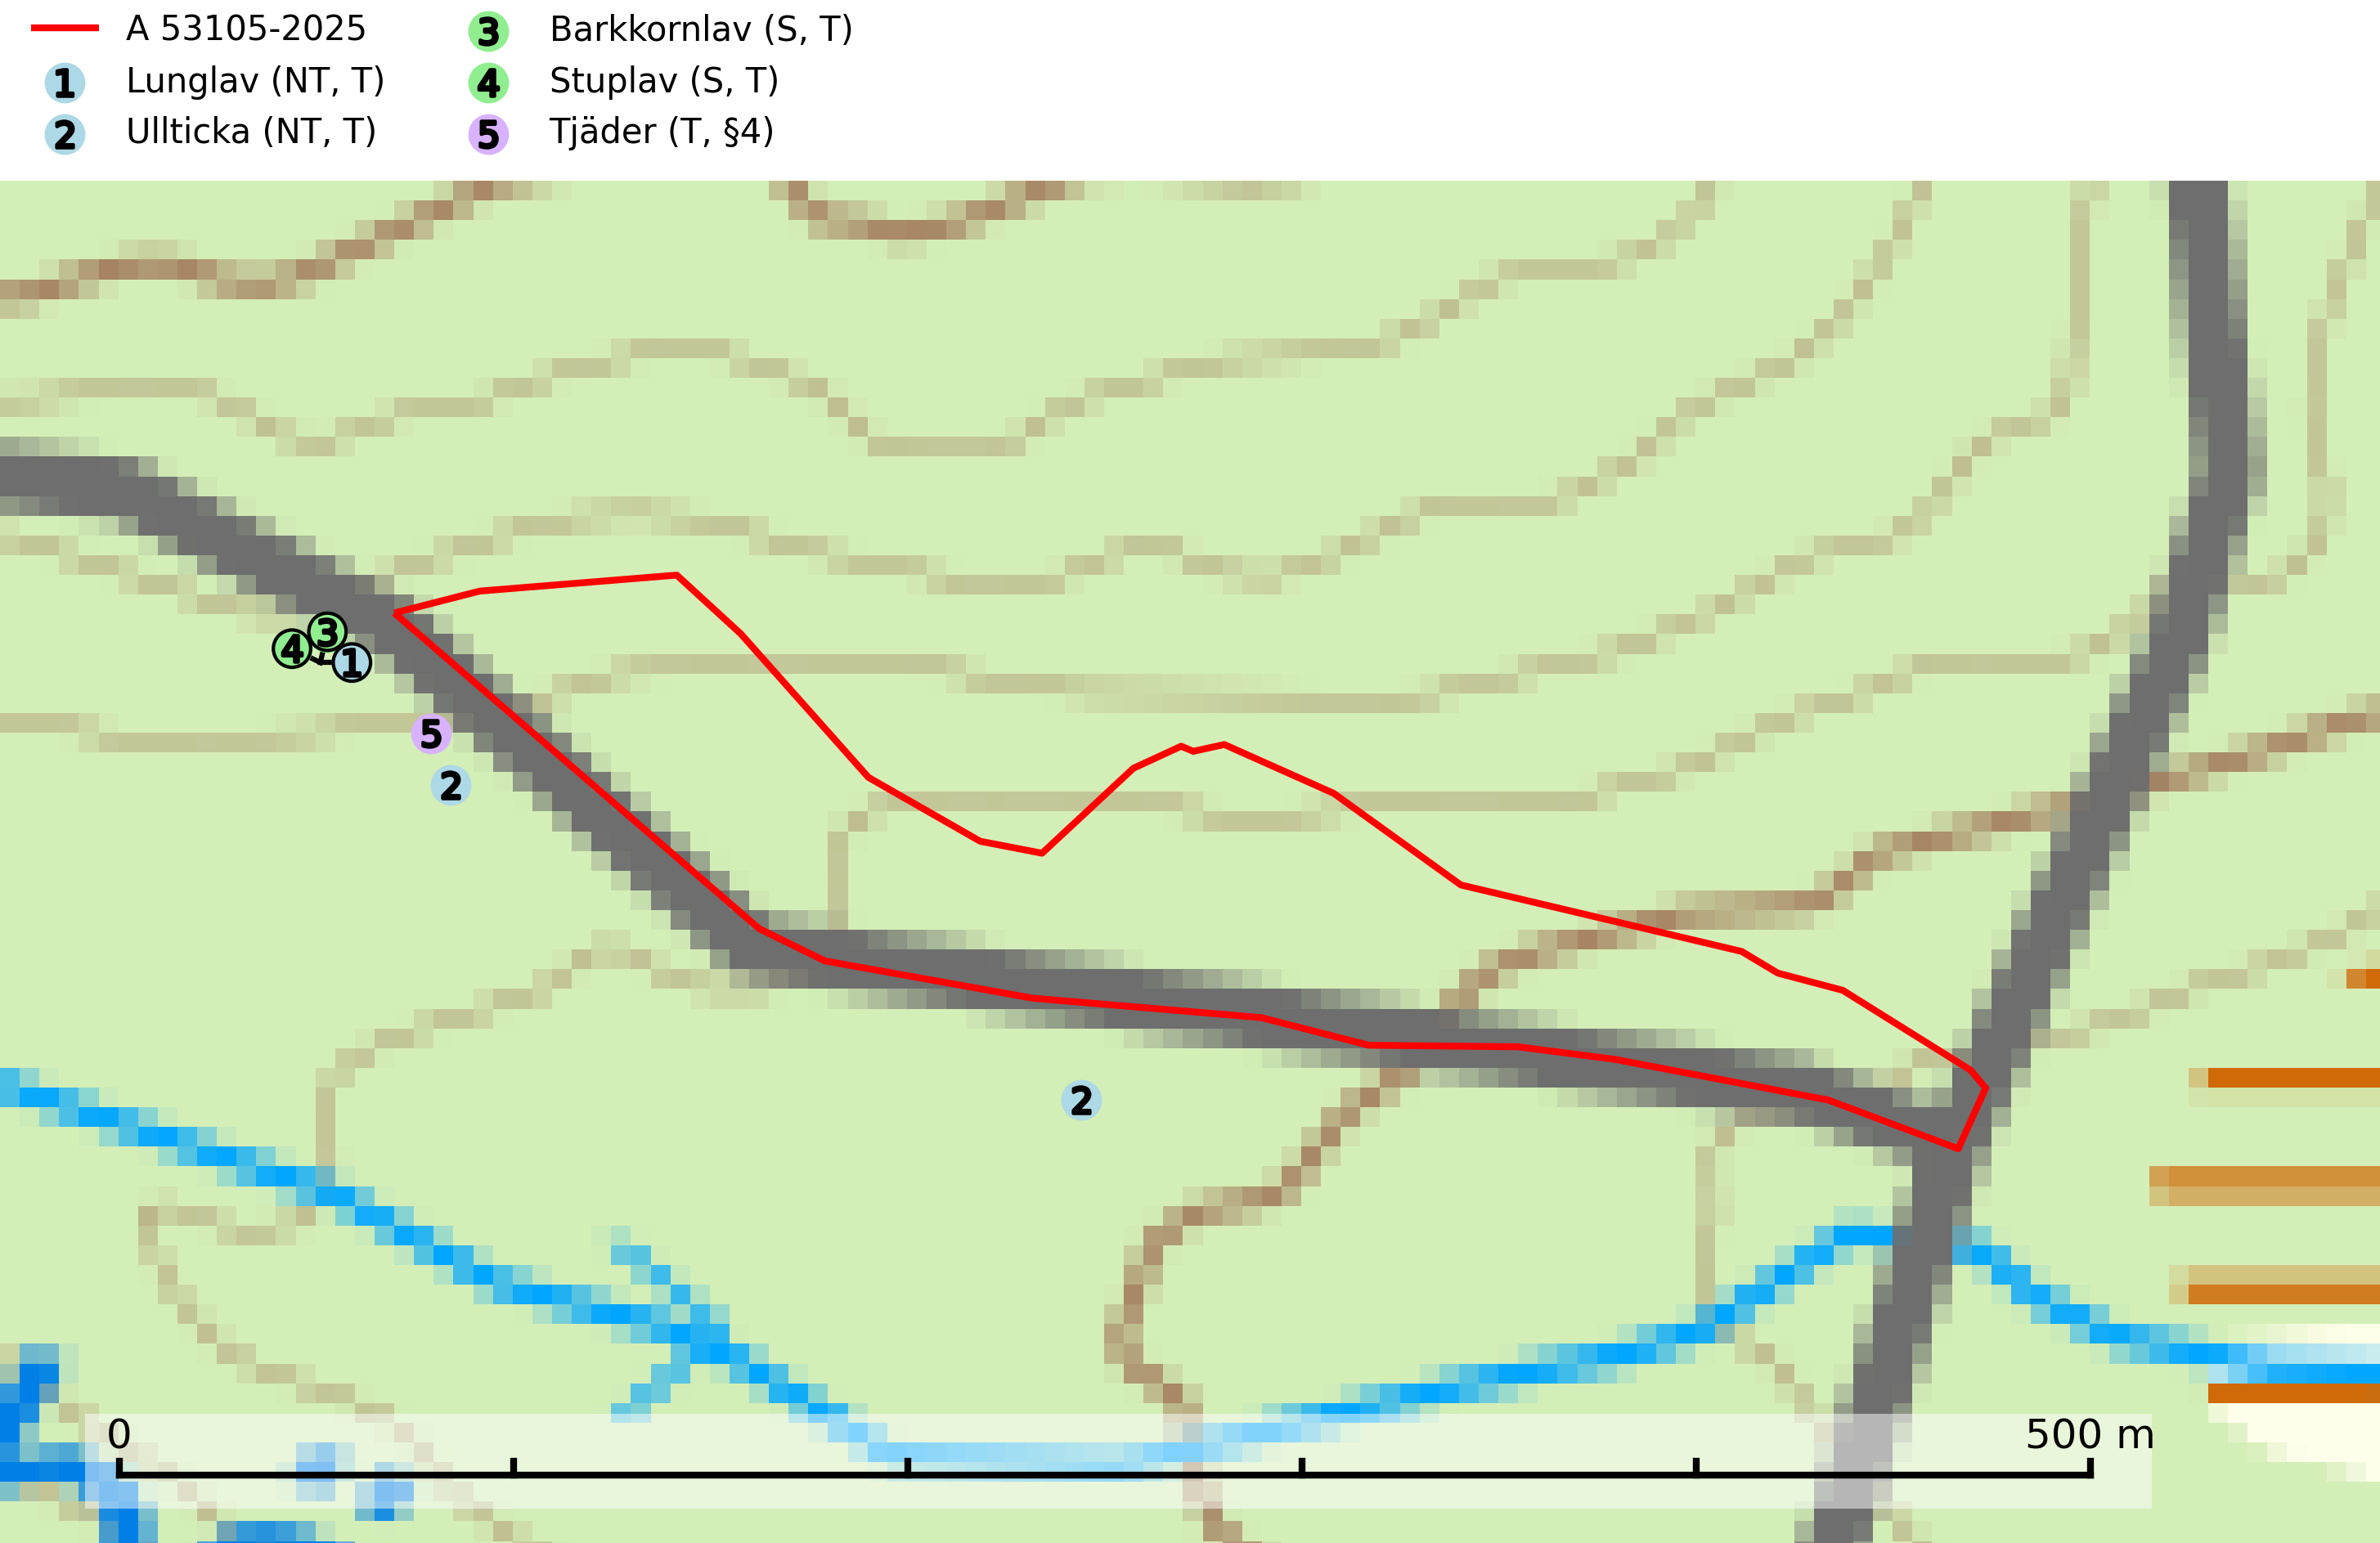 A 53105-2025
1 Lunglav (NT, T)
2 Ullticka (NT, T)
3 Barkkornlav (S, T)
4 Stuplav (S, T)
5 Tjäder (T, §4)
3
4
1
5
2
2
0
500 m